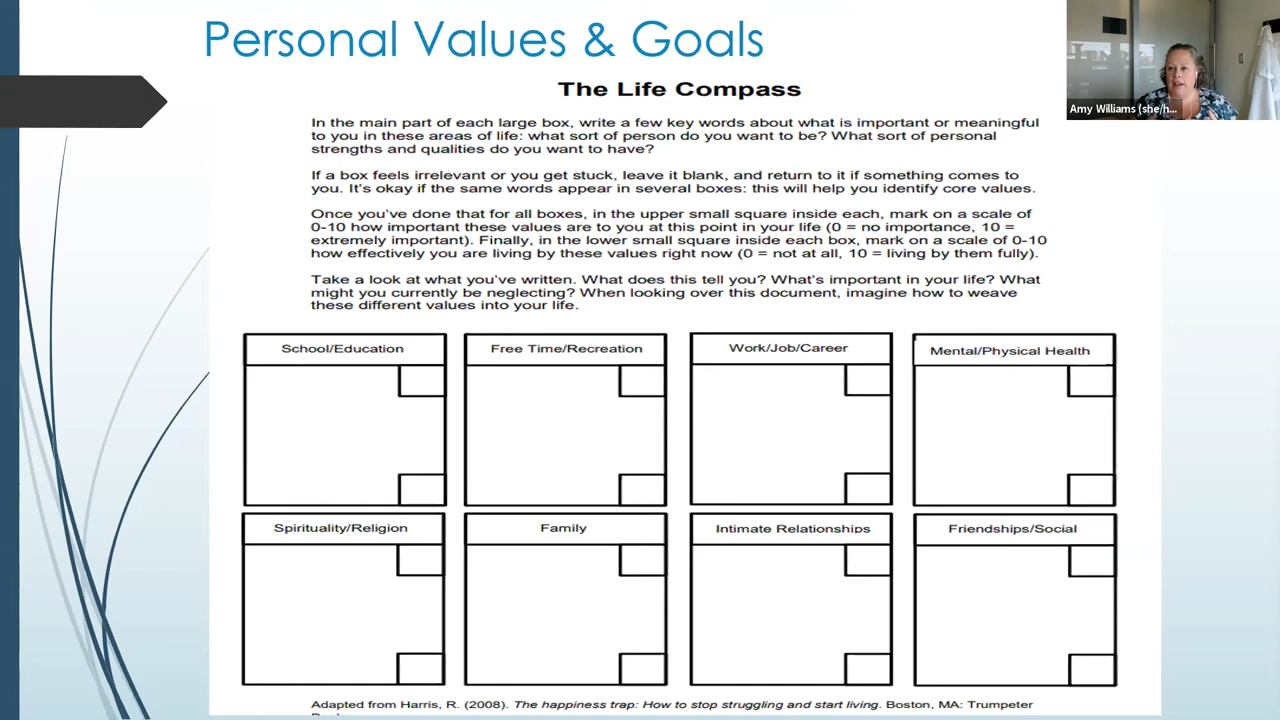 Personal Values & Goals
Amy Williams (she/h...
The Life Compass
In the main part of each large box, write a few key words about what is important or meaningful
to you in these areas of life: what sort of person do you want to be? What sort of personal
strengths and qualities do you want to have?
If a box feels irrelevant or you get stuck, leave it blank, and return to it if something comes to
you. It's okay if the same words appear in several boxes: this will help you identify core values.
Once you've done that for all boxes, in the upper small square inside each, mark on a scale of
0-10 how important these values are to you at this point in your life (0 = no importance, 10 =
extremely important). Finally, in the lower small square inside each box, mark on a scale of 0-10
how effectively you are living by these values right now (0 = not at all, 10 = living by them fully).
Take a look at what you've written. What does this tell you? What's important in your life? What
might you currently be neglecting? When looking over this document, imagine how to weave
these different values into your life.
School/Education
Free Time/Recreation
Work/Job/Career
Mental/Physical Health
Spirituality/Religion
Family
Intimate Relationships
Friendships/Social
Adapted from Harris, R. (2008). The happiness trap: How to stop struggling and start living. Boston, MA: Trumpeter